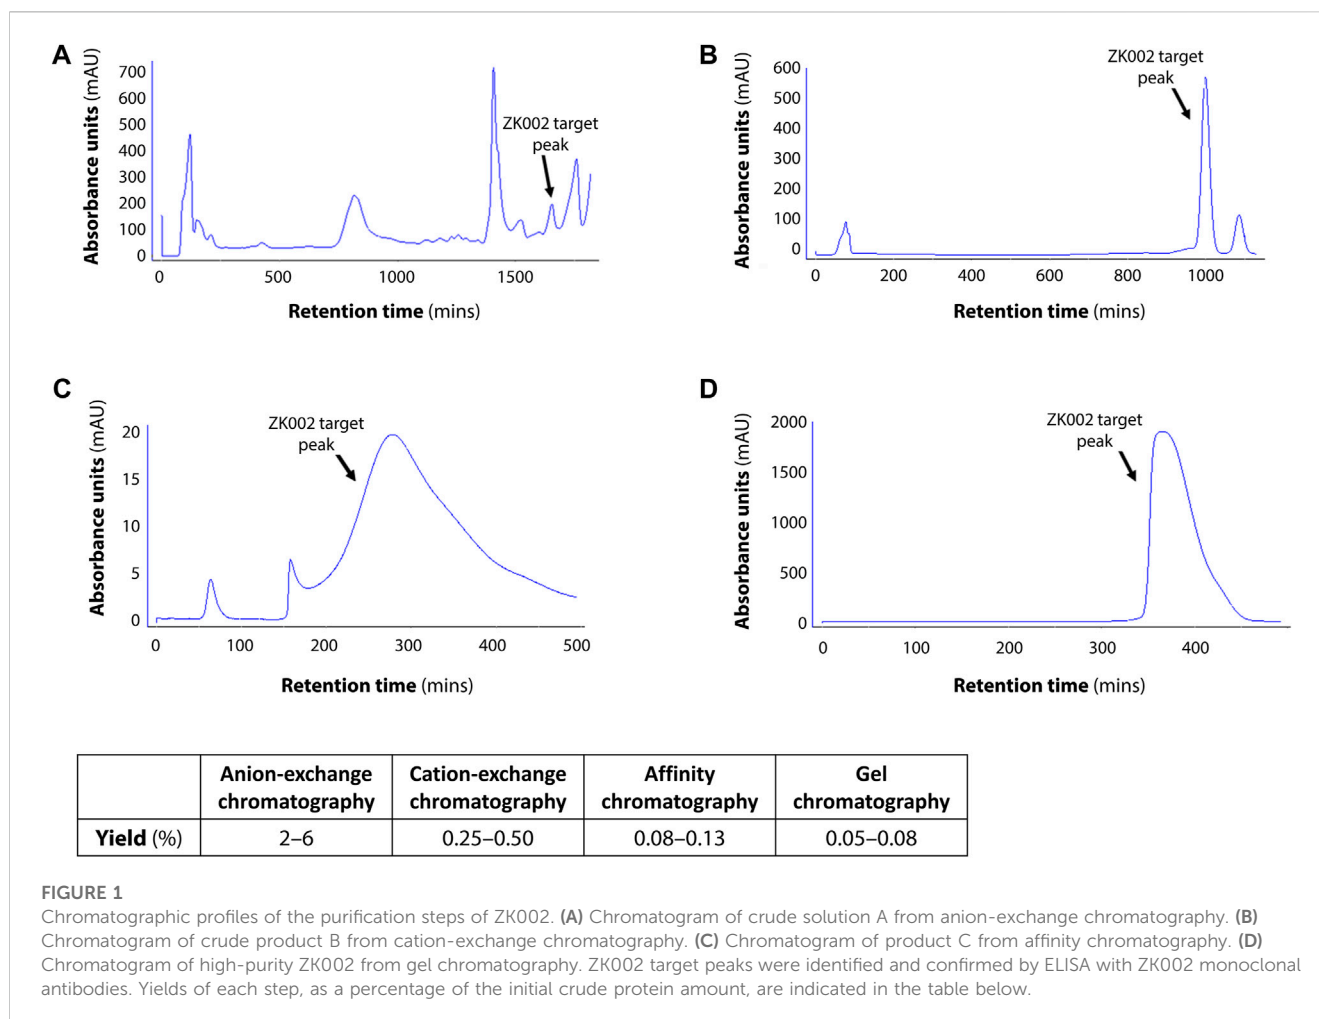 A
Absorbance units (mAU)
700
600
500
400
300
200
100
0
ZK002 target
peak
0
500
1000
1500
Retention time (mins)
B
Absorbance units (mAU)
600
500
400
300
200
100
0
ZK002 target
peak
0
200
400
600
800
1000
Retention time (mins)
C
Absorbance units (mAU)
20
15
10
5
0
ZK002 target
peak
0
100
200
300
400
500
Retention time (mins)
D
Absorbance units (mAU)
2000
1500
1000
500
0
ZK002 target
peak
0
100
200
300
400
Retention time (mins)
Anion-exchange
chromatography
Cation-exchange
chromatography
Affinity
chromatography
Gel
chromatography
Yield (%)
2–6
0.25–0.50
0.08–0.13
0.05–0.08
FIGURE 1
Chromatographic profiles of the purification steps of ZK002. (A) Chromatogram of crude solution A from anion-exchange chromatography. (B)
Chromatogram of crude product B from cation-exchange chromatography. (C) Chromatogram of product C from affinity chromatography. (D)
Chromatogram of high-purity ZK002 from gel chromatography. ZK002 target peaks were identified and confirmed by ELISA with ZK002 monoclonal
antibodies. Yields of each step, as a percentage of the initial crude protein amount, are indicated in the table below.